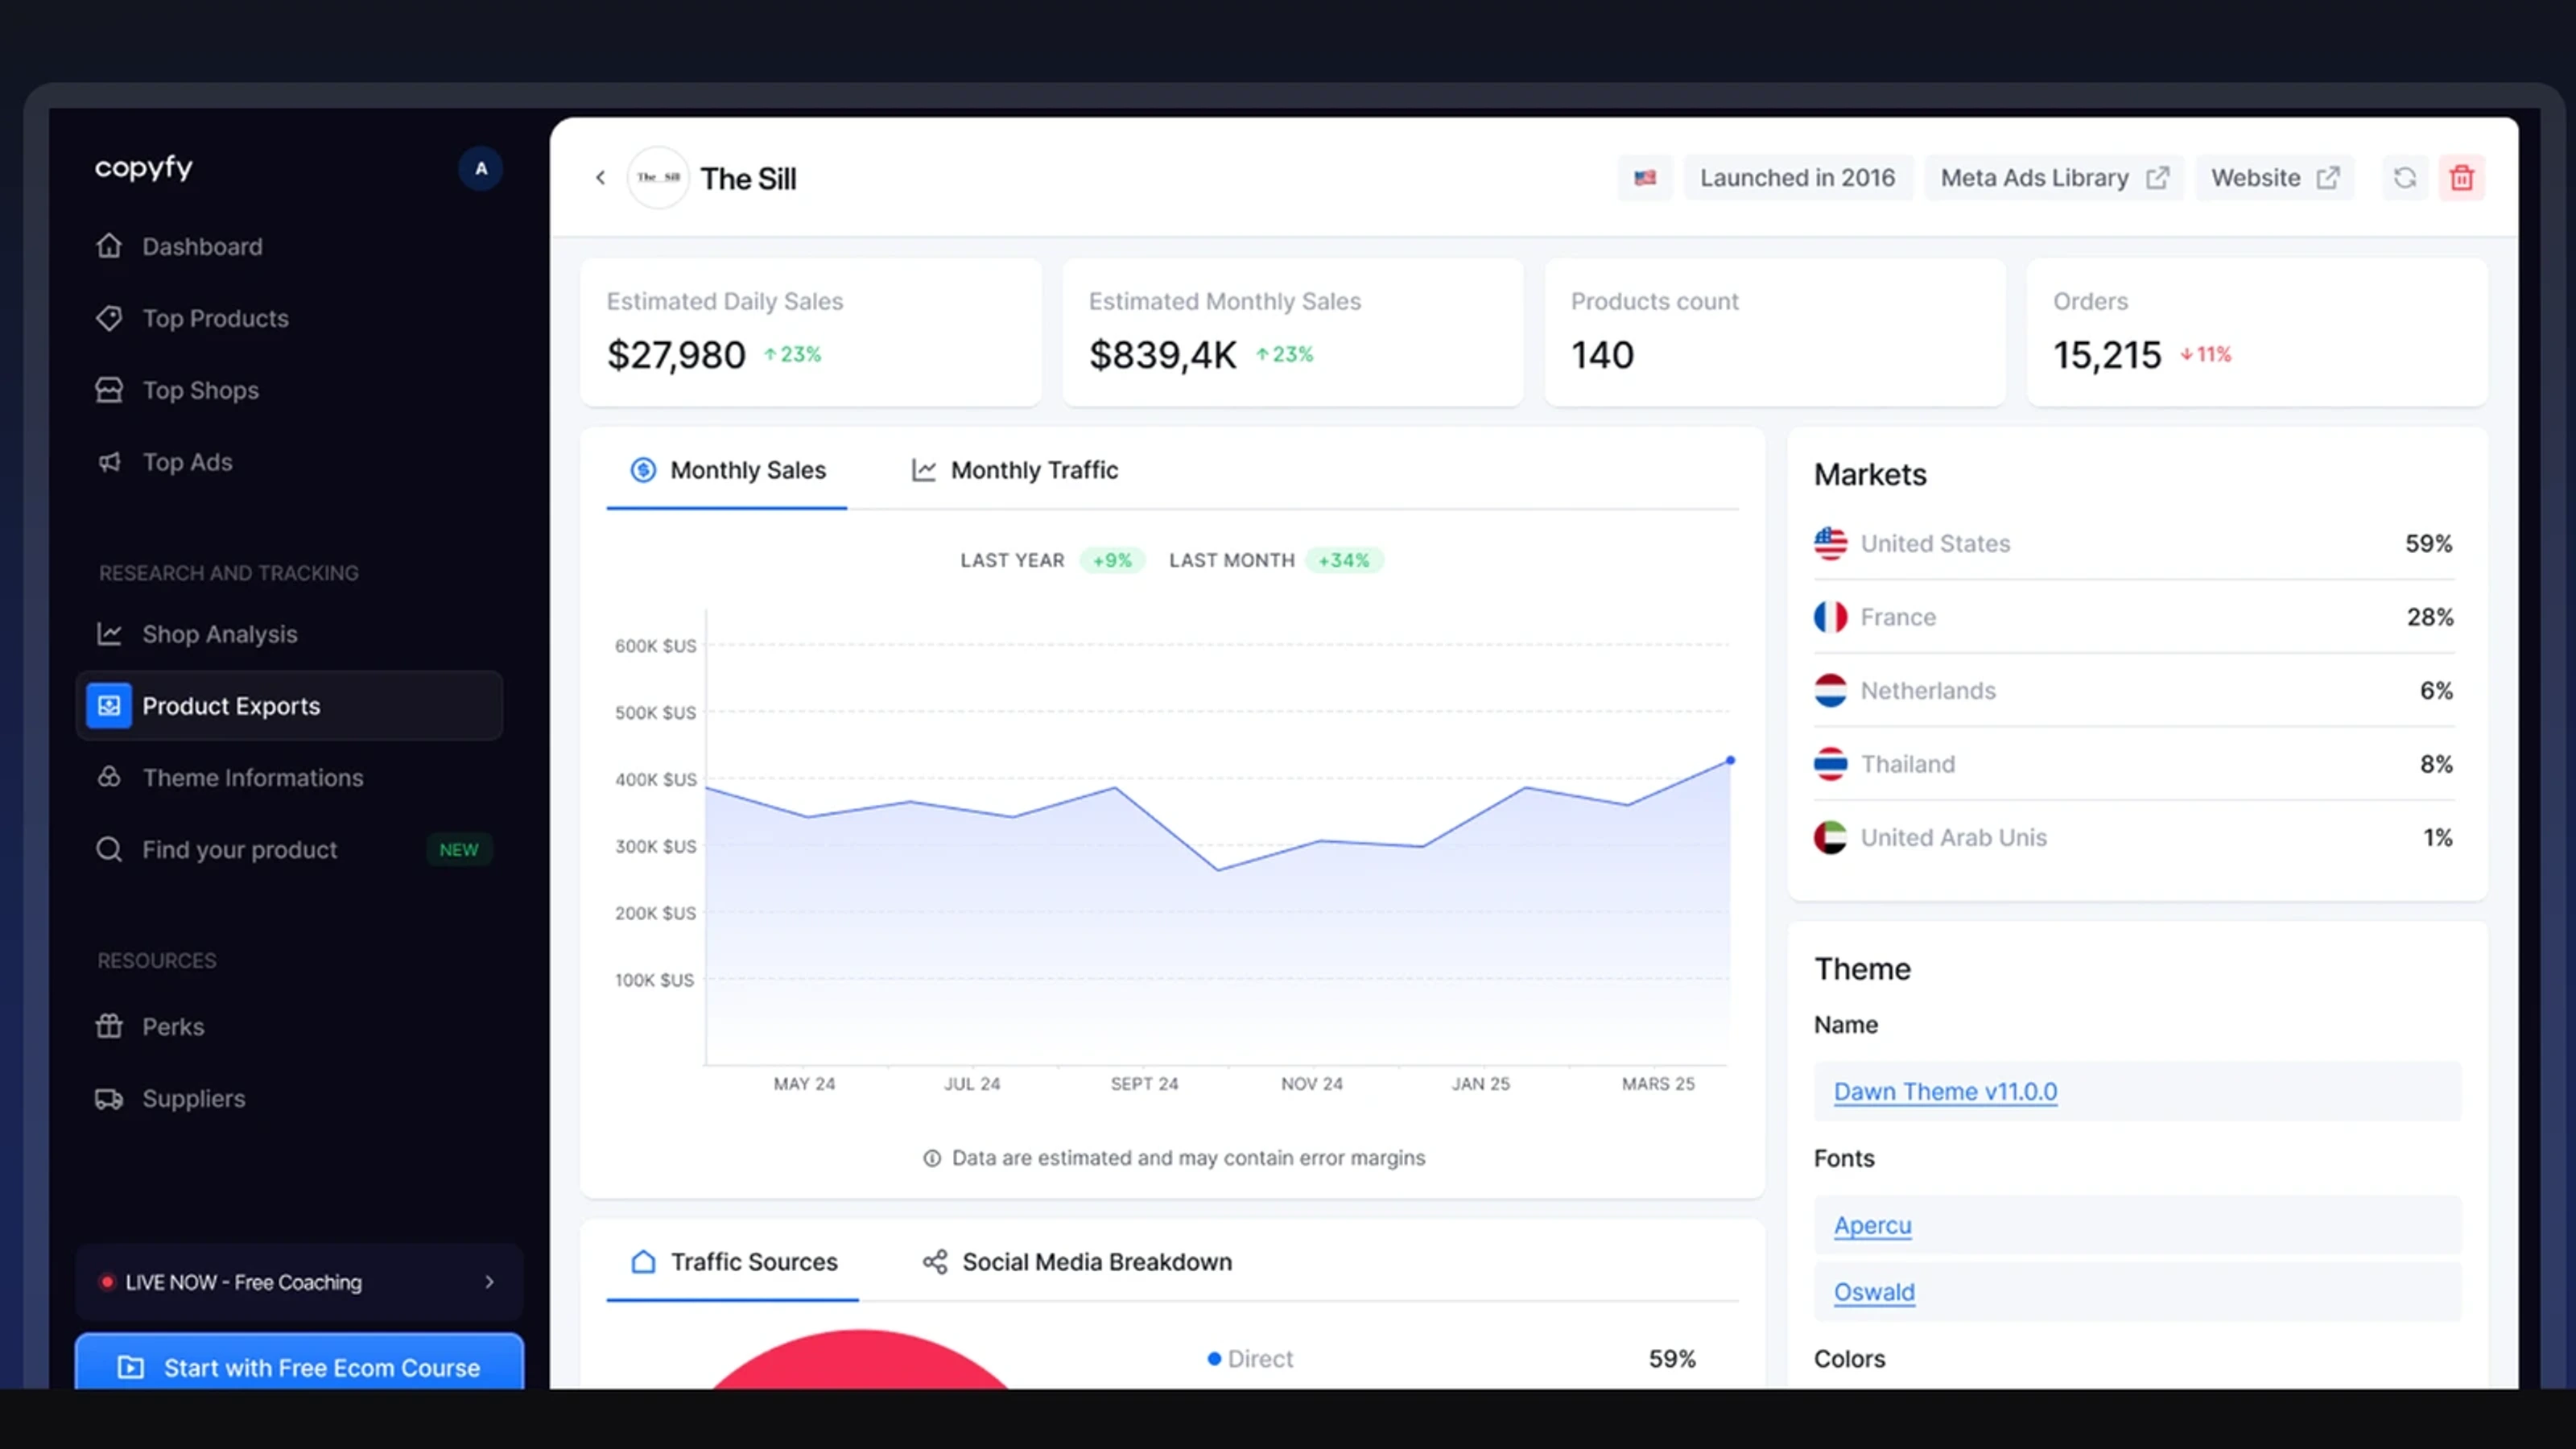 copyfy
A
Dashboard
Top Products
Top Shops
Top Ads
RESEARCH AND TRACKING
Shop Analysis
Product Exports
Theme Informations
Find your product NEW
RESOURCES
Perks
Suppliers
LIVE NOW - Free Coaching
Start with Free Ecom Course
The Sill The Sill
Launched in 2016 Meta Ads Library Website
Estimated Daily Sales
$27,980 ↑23%
Estimated Monthly Sales
$839,4K ↑23%
Products count
140
Orders
15,215 ↓11%
Monthly Sales Monthly Traffic
LAST YEAR +9% LAST MONTH +34%
600K $US
500K $US
400K $US
300K $US
200K $US
100K $US
MAY 24 JUL 24 SEPT 24 NOV 24 JAN 25 MARS 25
Data are estimated and may contain error margins
Traffic Sources Social Media Breakdown
Direct 59%
Markets
United States 59%
France 28%
Netherlands 6%
Thailand 8%
United Arab Unis 1%
Theme
Name
Dawn Theme v11.0.0
Fonts
Apercu
Oswald
Colors